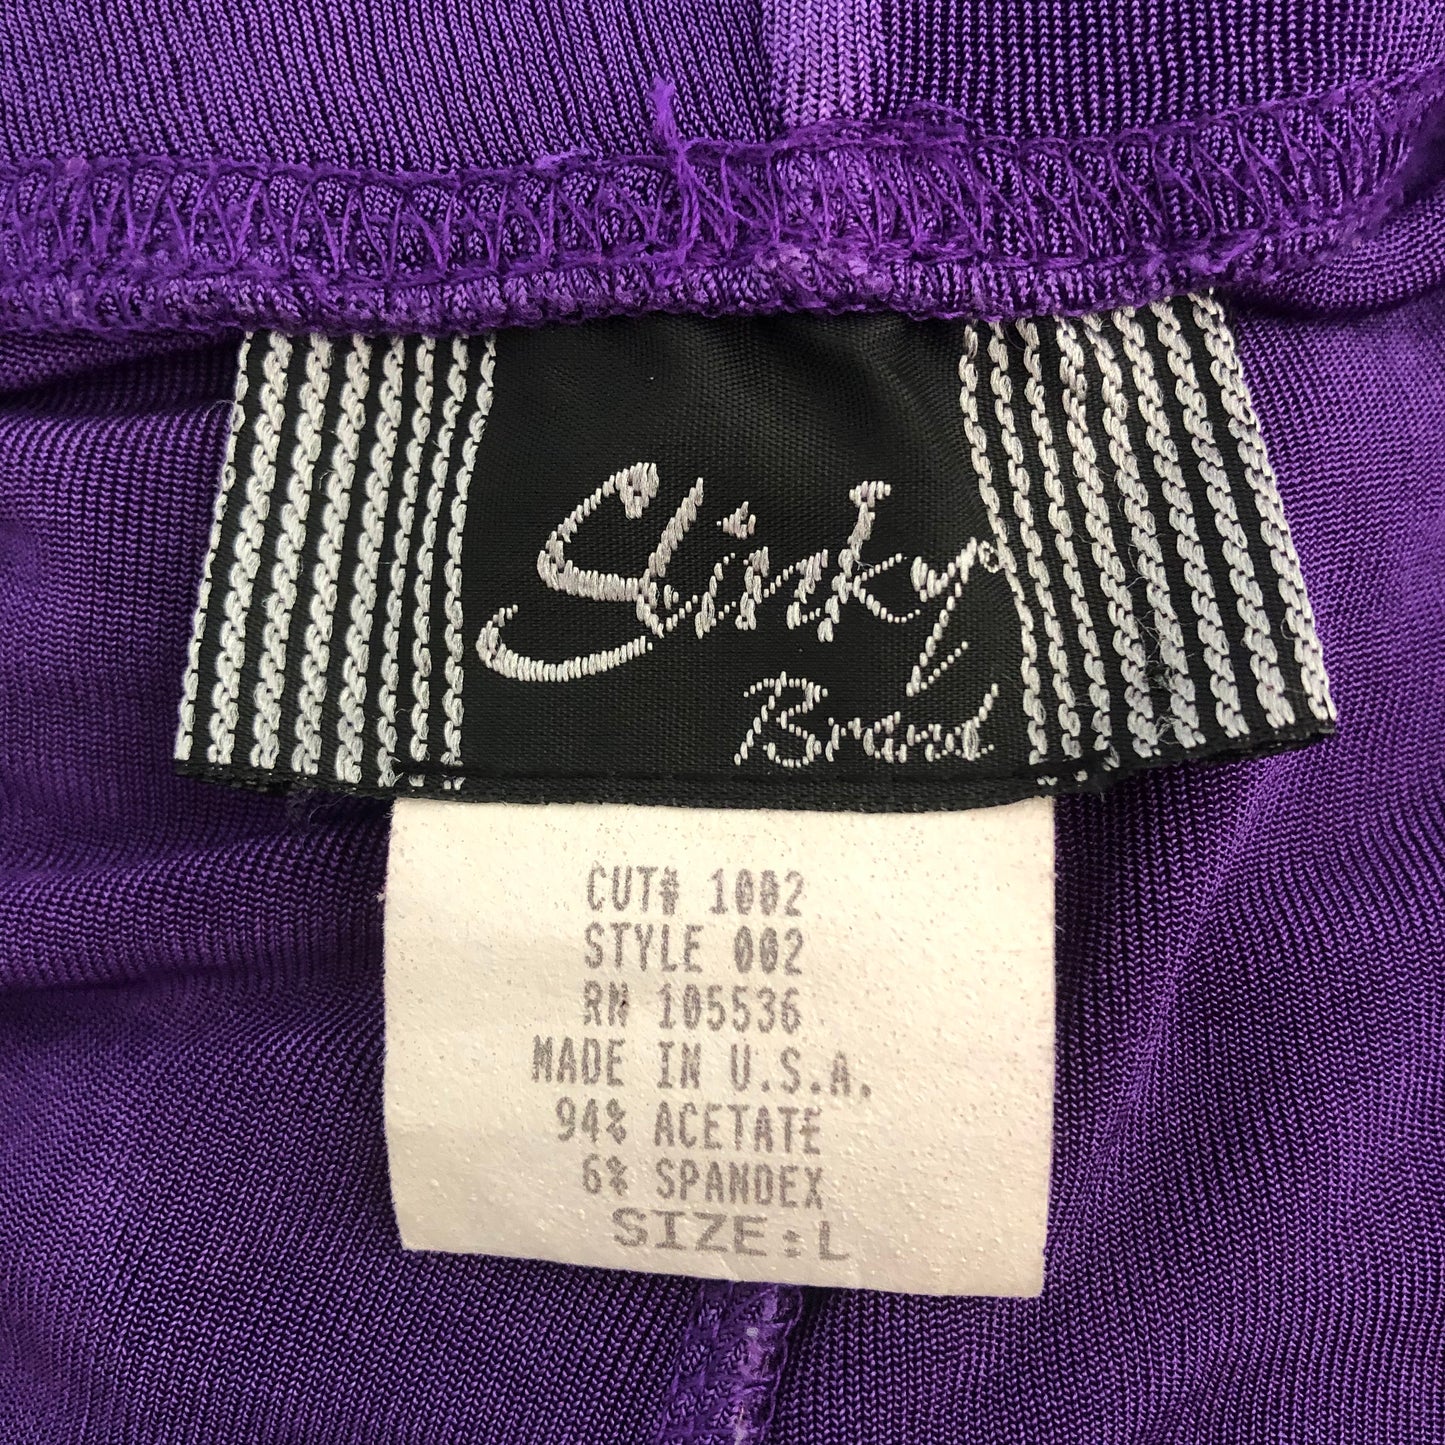 Slinky
Brand
CUT# 1002
STYLE 002
RN 105536
MADE IN U.S.A.
94% ACETATE
6% SPANDEX
SIZE:L